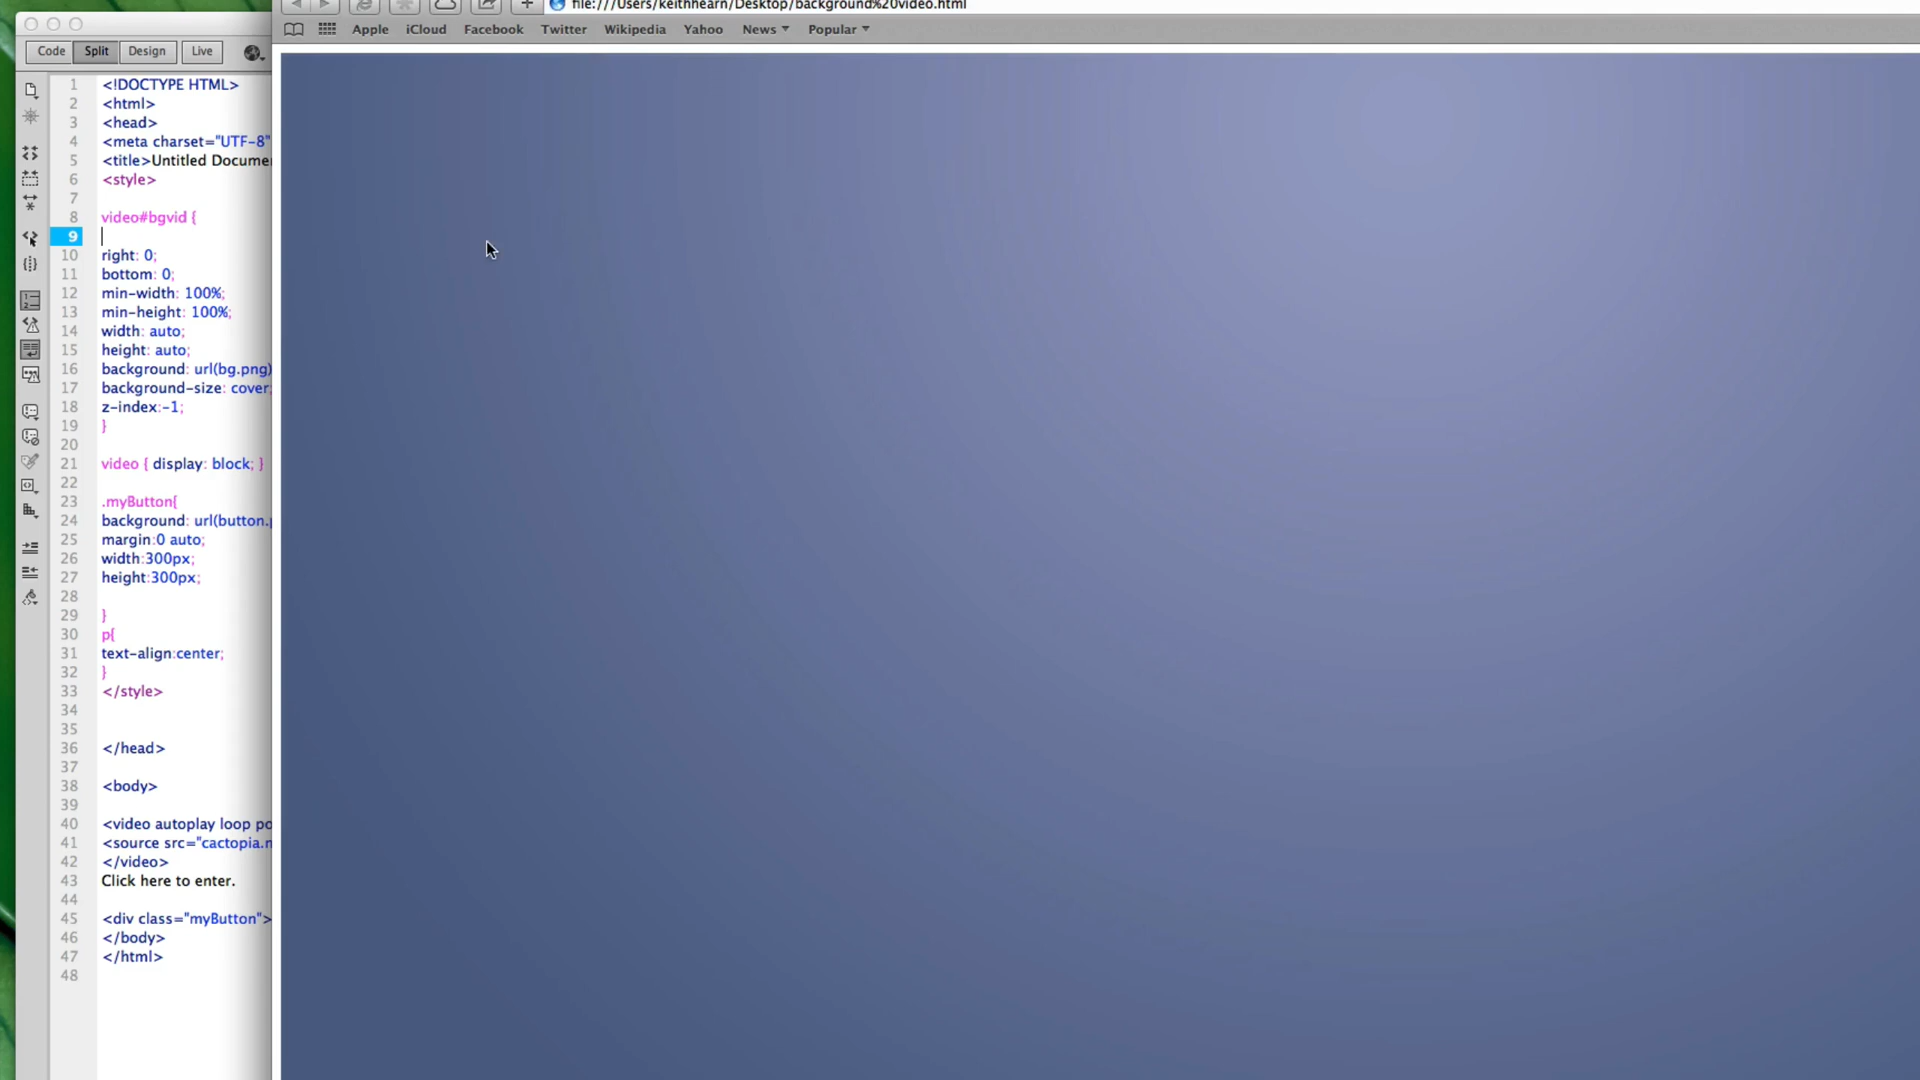 file:///Users/keithhearn/Desktop/background%20video.html
Apple iCloud Facebook Twitter Wikipedia Yahoo News Popular
Code Split Design Live
1 <!DOCTYPE HTML>
2 <html>
3 <head>
4 <meta charset="UTF-8"
5 <title>Untitled Docume
6 <style>
7
8 video#bgvid {
9
10 right: 0;
11 bottom: 0;
12 min-width: 100%;
13 min-height: 100%;
14 width: auto;
15 height: auto;
16 background: url(bg.png)
17 background-size: cover;
18 z-index:-1;
19 }
20
21 video { display: block; }
22
23 .myButton{
24 background: url(button.p
25 margin:0 auto;
26 width:300px;
27 height:300px;
28
29 }
30 p{
31 text-align:center;
32 }
33 </style>
34
35
36 </head>
37
38 <body>
39
40 <video autoplay loop po
41 <source src="cactopia.m
42 </video>
43 Click here to enter.
44
45 <div class="myButton">
46 </body>
47 </html>
48